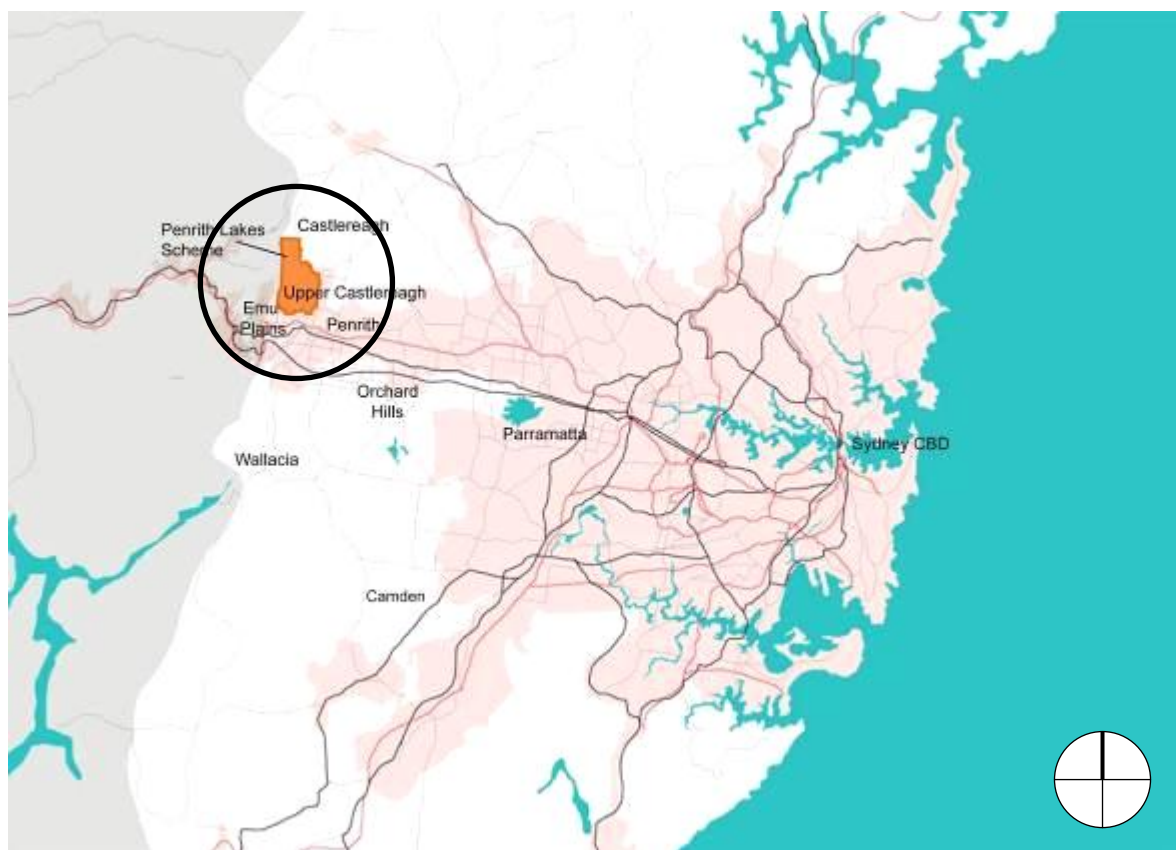 Penrith Lakes
Scheme
Castlereagh
Upper Castlereagh
Emu
Plains
Penrith
Orchard
Hills
Parramatta
Sydney CBD
Wallacia
Camden